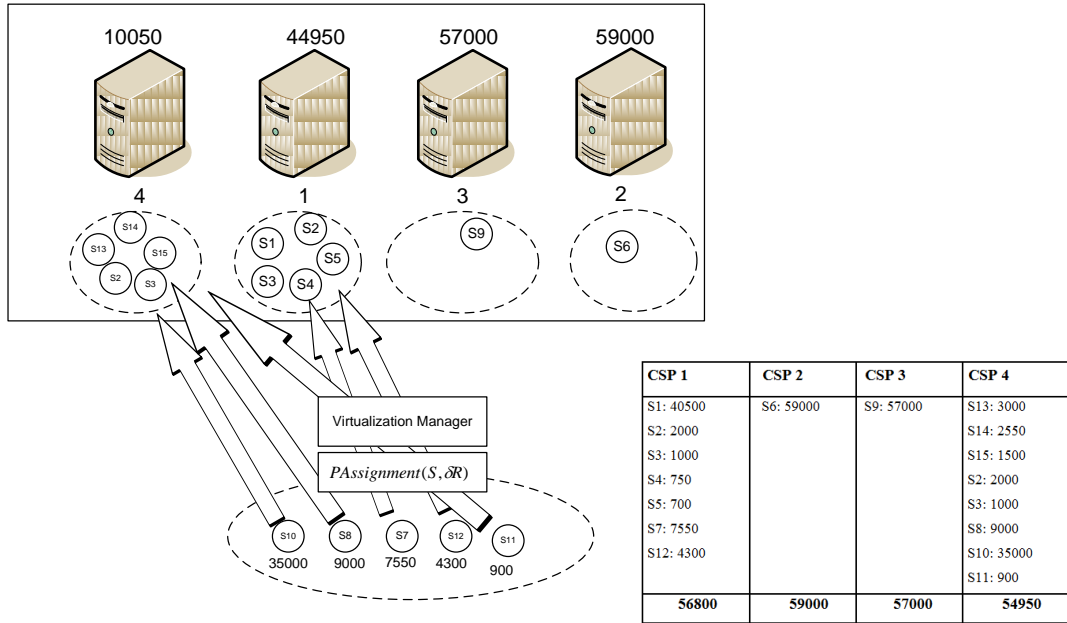 10050 44950 57000 59000
4 1 3 2
S14 S13 S15 S2 S3
S1 S2 S5 S3 S4
S9
S6
Virtualization Manager
PAssignment(S,δR)
S10 S8 S7 S12 S11
35000 9000 7550 4300 900
CSP 1 CSP 2 CSP 3 CSP 4
S1: 40500 S6: 59000 S9: 57000 S13: 3000
S2: 2000 S14: 2550
S3: 1000 S15: 1500
S4: 750 S2: 2000
S5: 700 S3: 1000
S7: 7550 S8: 9000
S12: 4300 S10: 35000
S11: 900
56800 59000 57000 54950